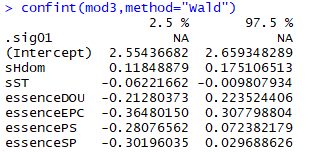 > confint(mod3,method="Wald")
2.5 % 97.5 %
.sig01 NA NA
(Intercept) 2.55436682 2.659348289
sHdom 0.11848879 0.175106513
sST -0.06221662 -0.009807934
essenceDOU -0.21280373 0.223524406
essenceEPC -0.36480150 0.307798804
essencePS -0.28076562 0.072382179
essenceSP -0.30196035 0.029688626